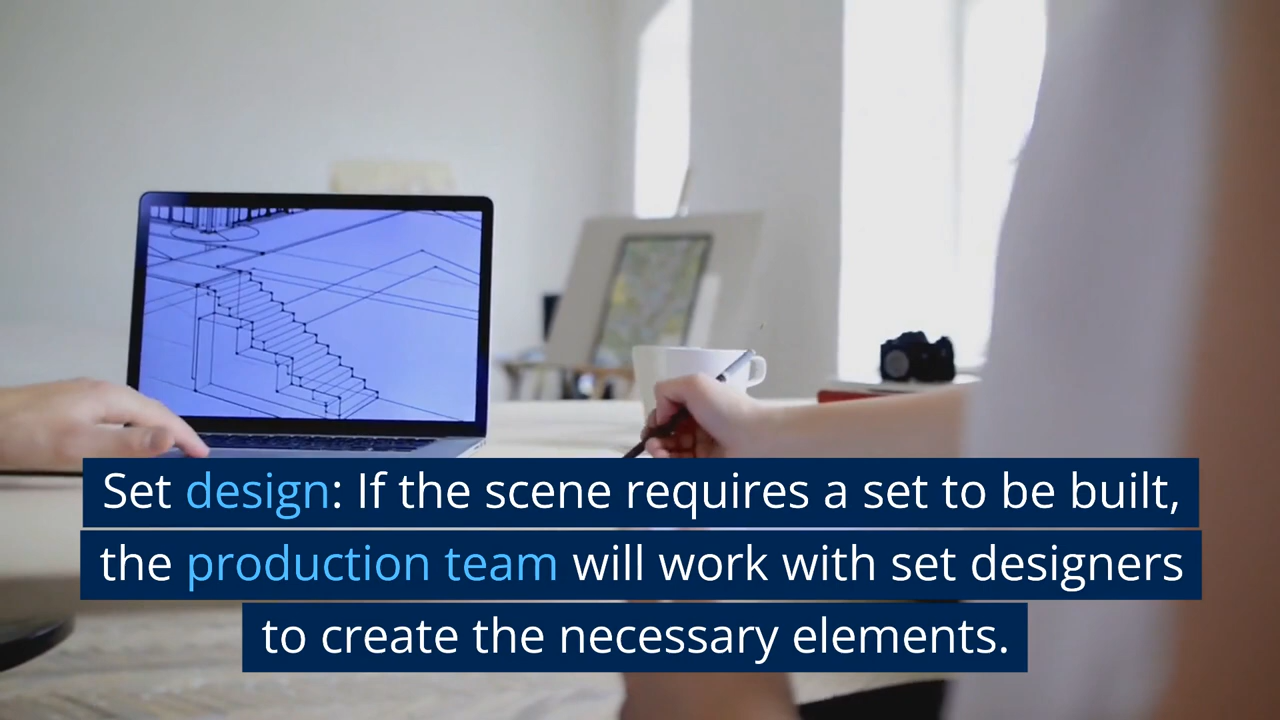 Set design: If the scene requires a set to be built,
the production team will work with set designers
to create the necessary elements.